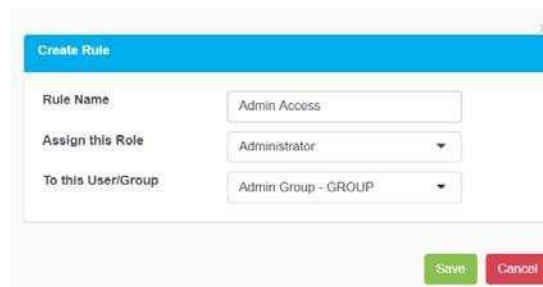 Create Rule
Rule Name
Admin Access
Assign this Role
Administrator
To this User/Group
Admin Group - GROUP
Save
Cancel